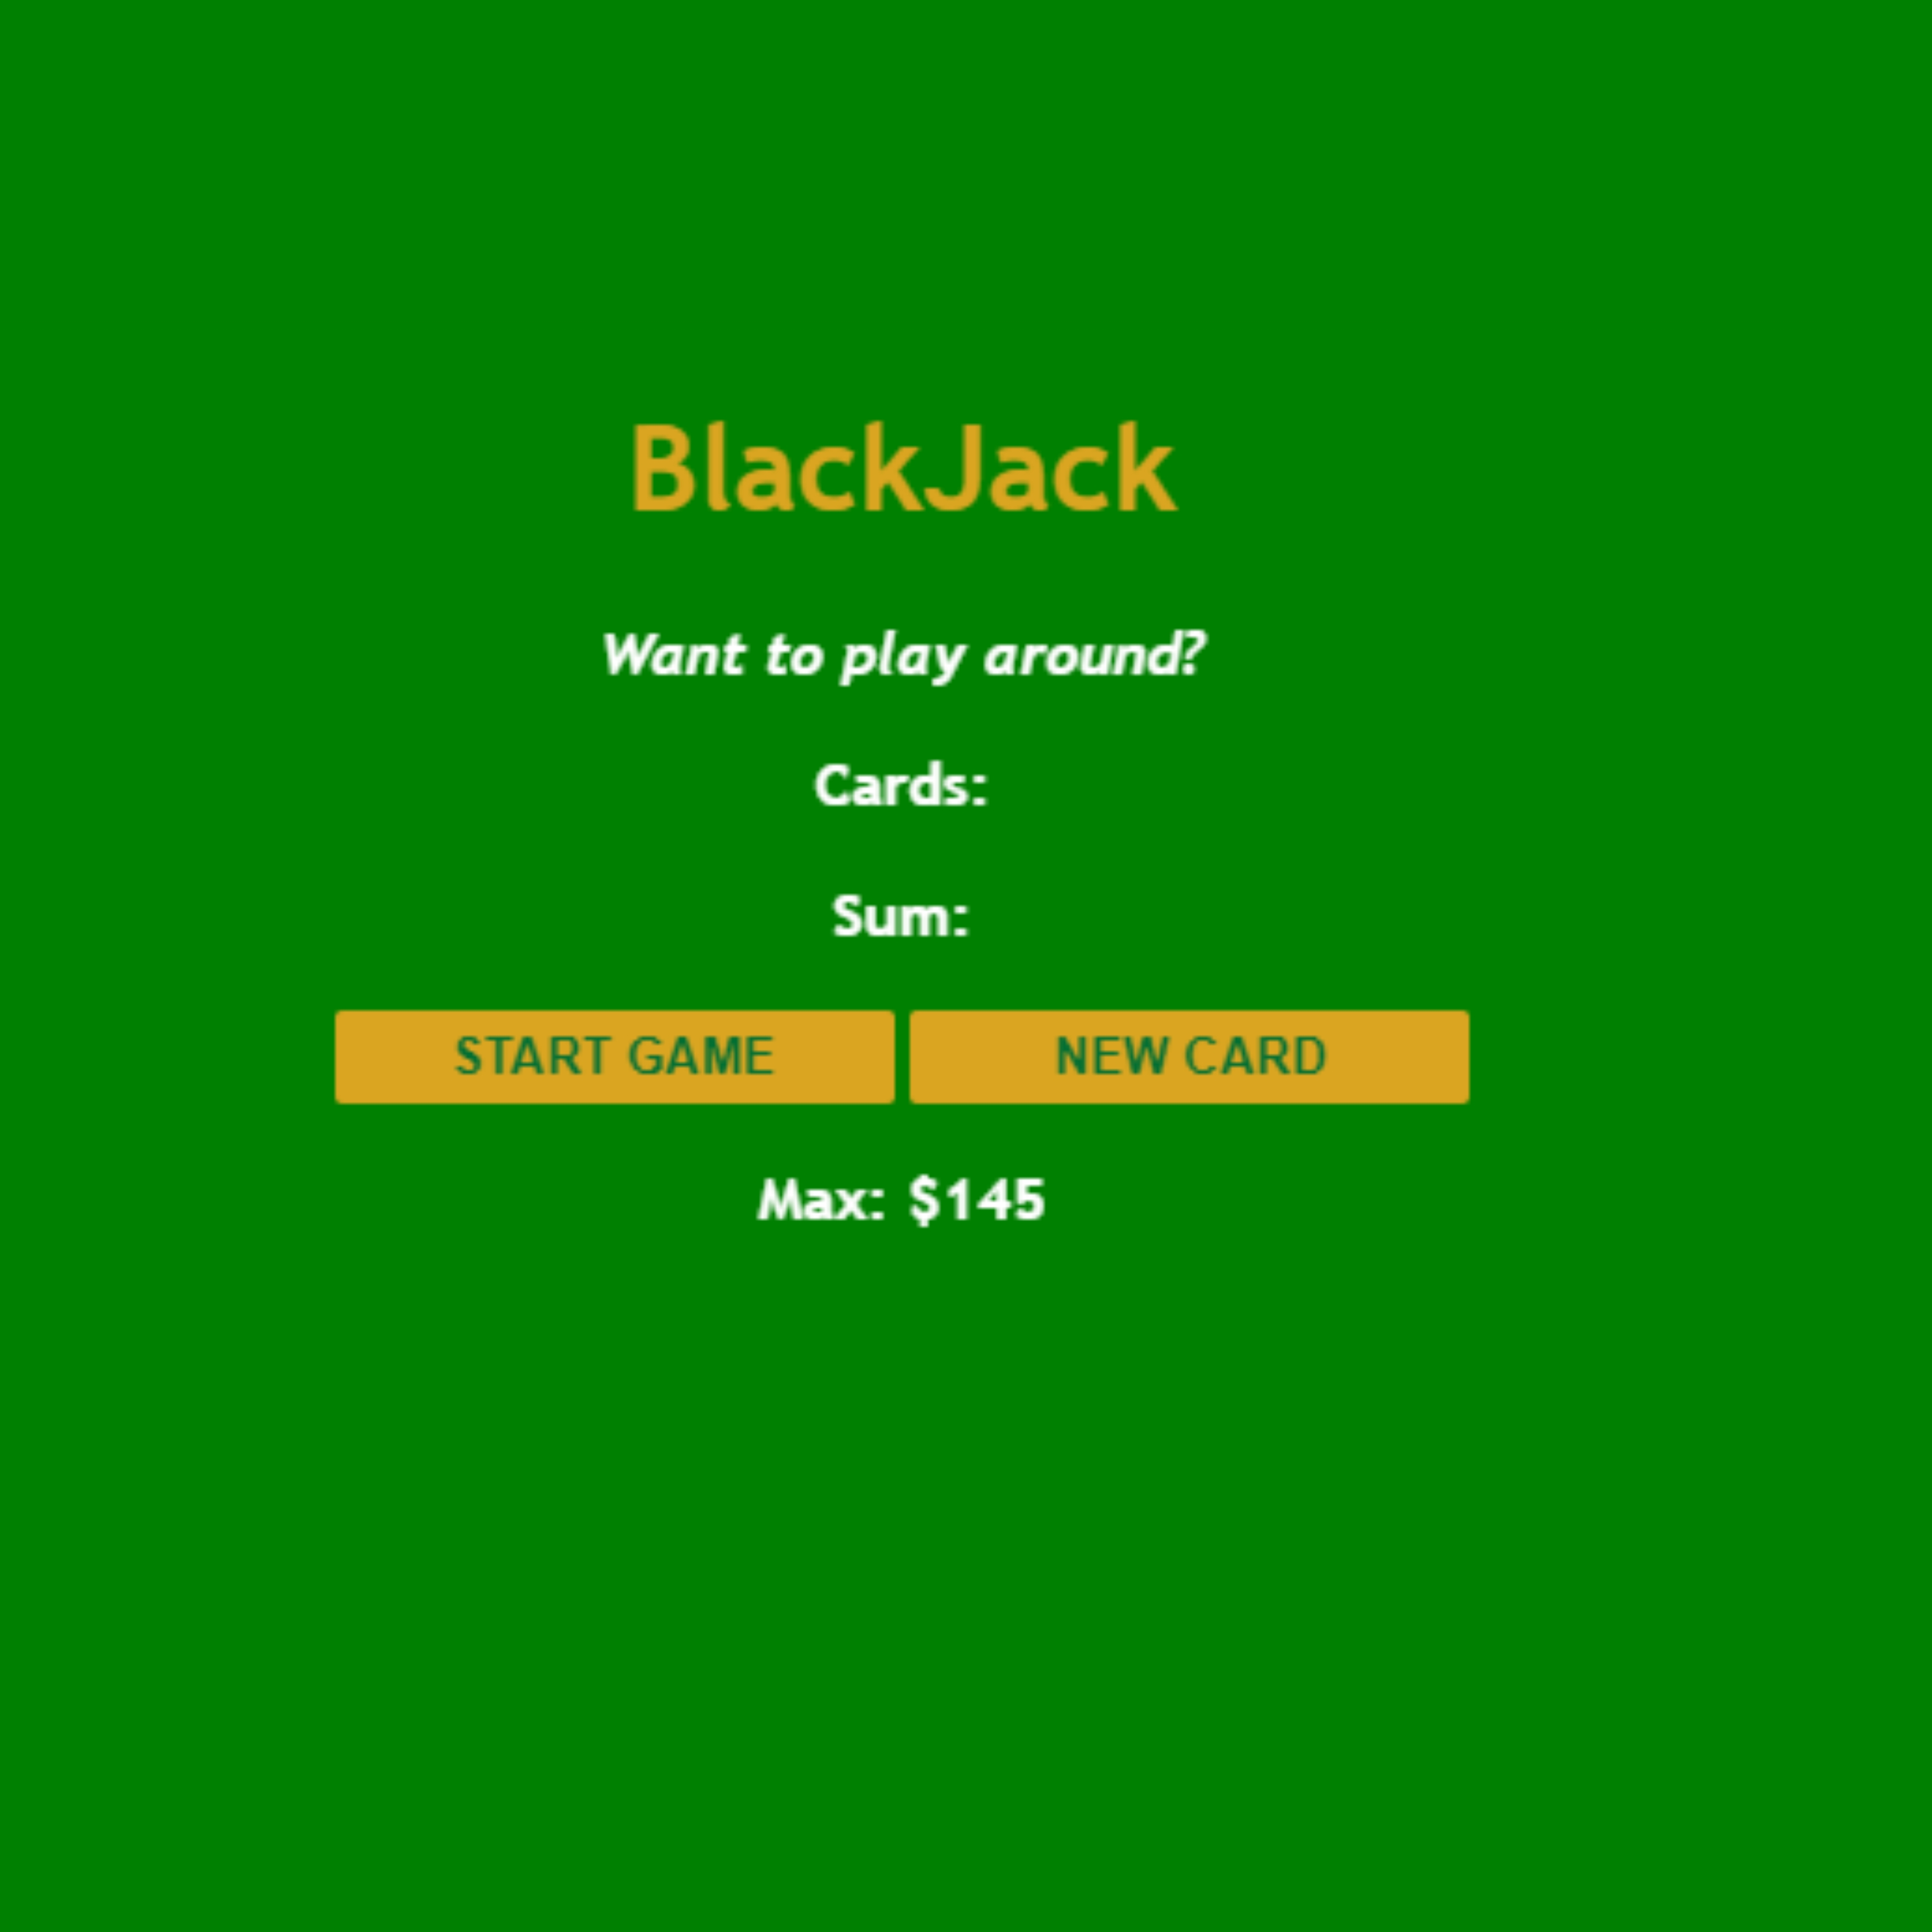 BlackJack
Want to play around?
Cards:
Sum:
START GAME NEW CARD
Max: $145